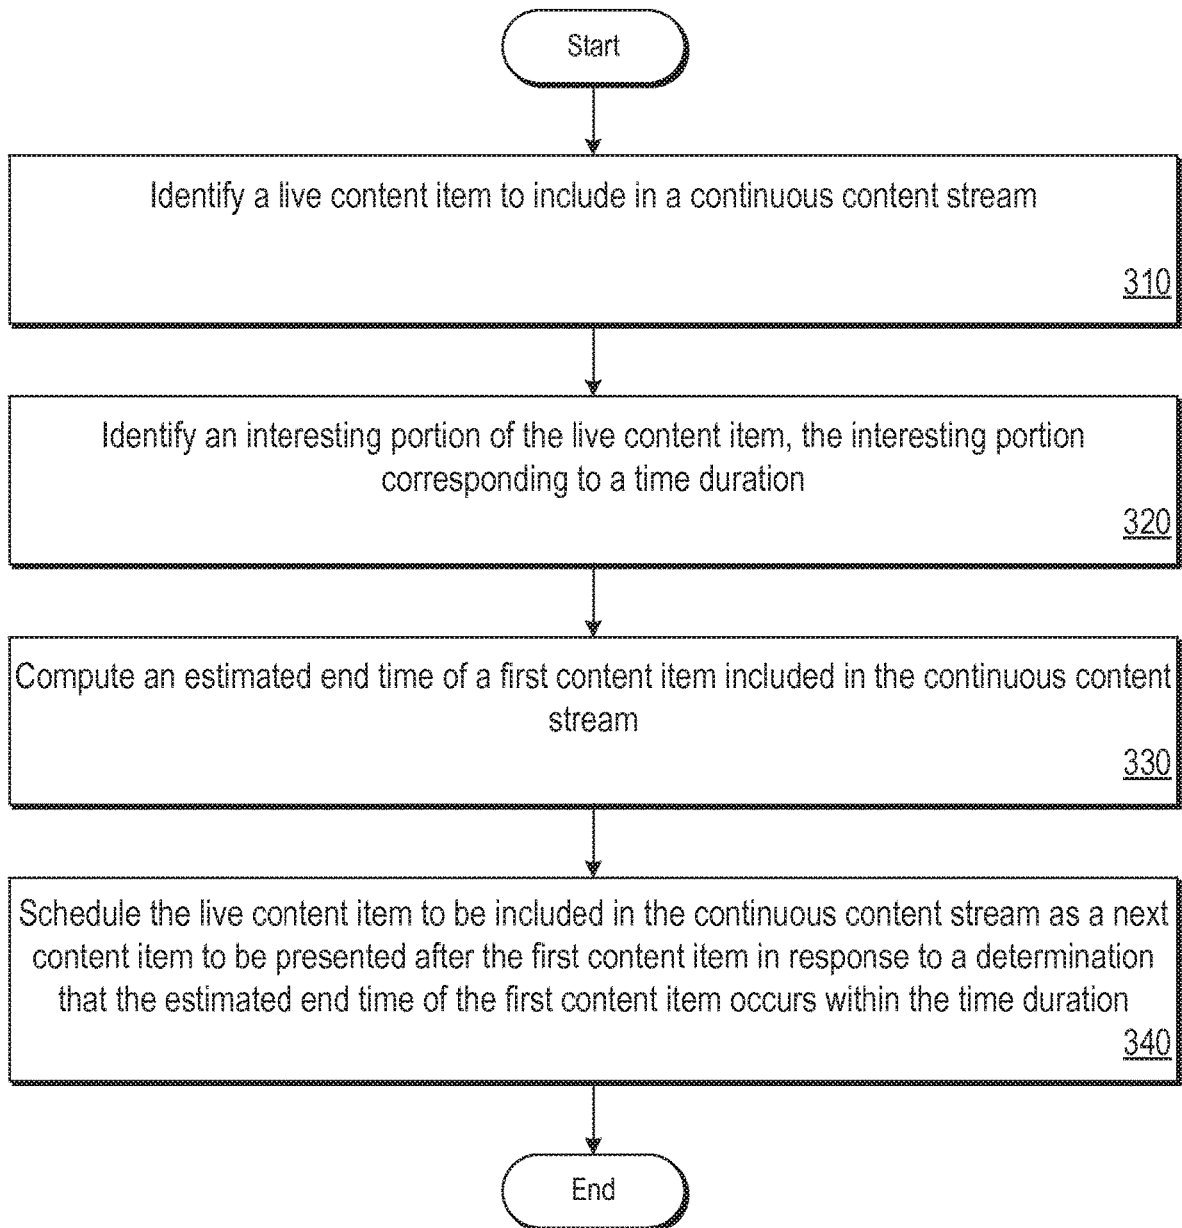 Start
Identify a live content item to include in a continuous content stream
310
Identify an interesting portion of the live content item, the interesting portion
corresponding to a time duration
320
Compute an estimated end time of a first content item included in the continuous content
stream
330
Schedule the live content item to be included in the continuous content stream as a next
content item to be presented after the first content item in response to a determination
that the estimated end time of the first content item occurs within the time duration
340
End